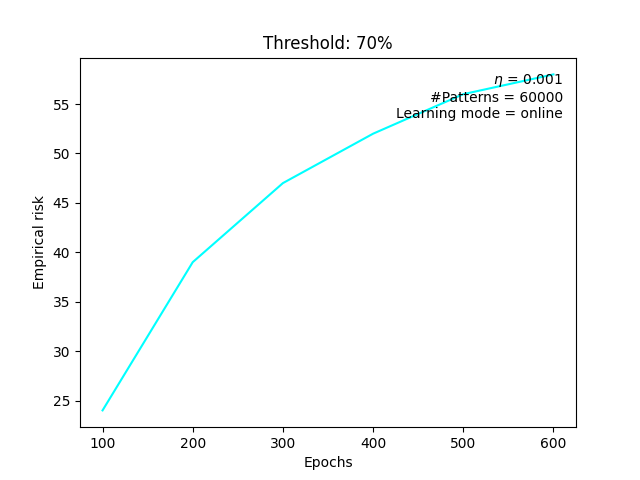 Threshold: 70%
η = 0.001
#Patterns = 60000
Learning mode = online
Empirical risk
55
50
45
40
35
30
25
100 200 300 400 500 600
Epochs